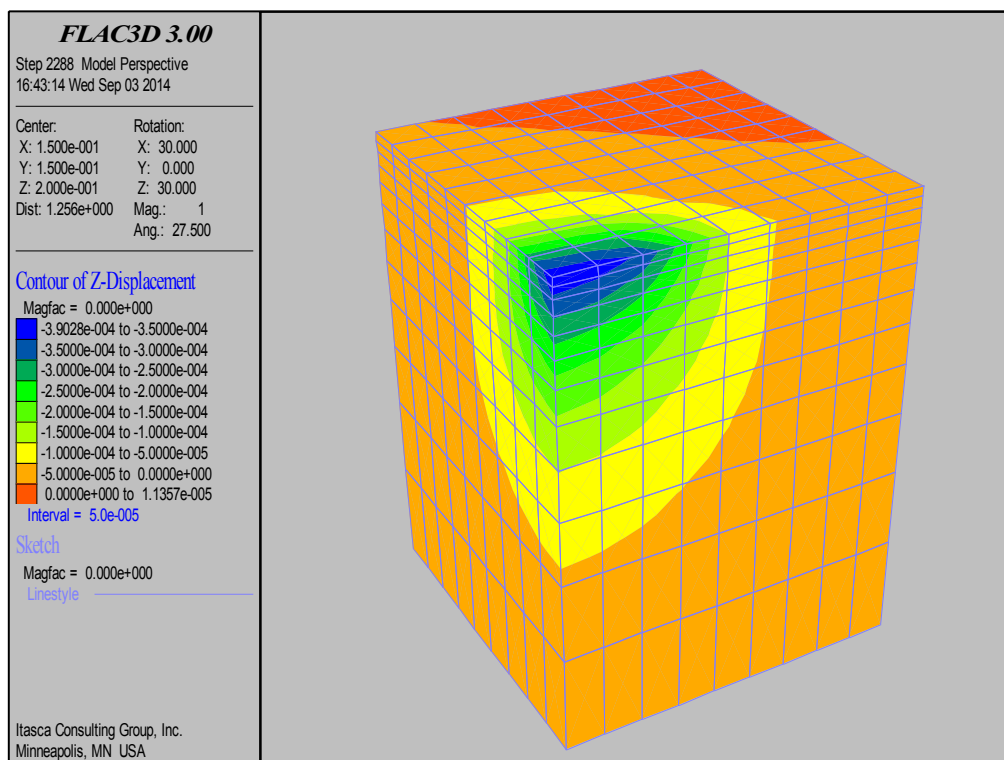 FLAC3D 3.00
Step 2288 Model Perspective
16:43:14 Wed Sep 03 2014
Center:
X: 1.500e-001
Y: 1.500e-001
Z: 2.000e-001
Dist: 1.256e+000
Rotation:
X: 30.000
Y: 0.000
Z: 30.000
Mag.: 1
Ang.: 27.500
Contour of Z-Displacement
Magfac = 0.000e+000
-3.9028e-004 to -3.5000e-004
-3.5000e-004 to -3.0000e-004
-3.0000e-004 to -2.5000e-004
-2.5000e-004 to -2.0000e-004
-2.0000e-004 to -1.5000e-004
-1.5000e-004 to -1.0000e-004
-1.0000e-004 to -5.0000e-005
-5.0000e-005 to 0.0000e+000
0.0000e+000 to 1.1357e-005
Interval = 5.0e-005
Sketch
Magfac = 0.000e+000
Linestyle
Itasca Consulting Group, Inc.
Minneapolis, MN USA